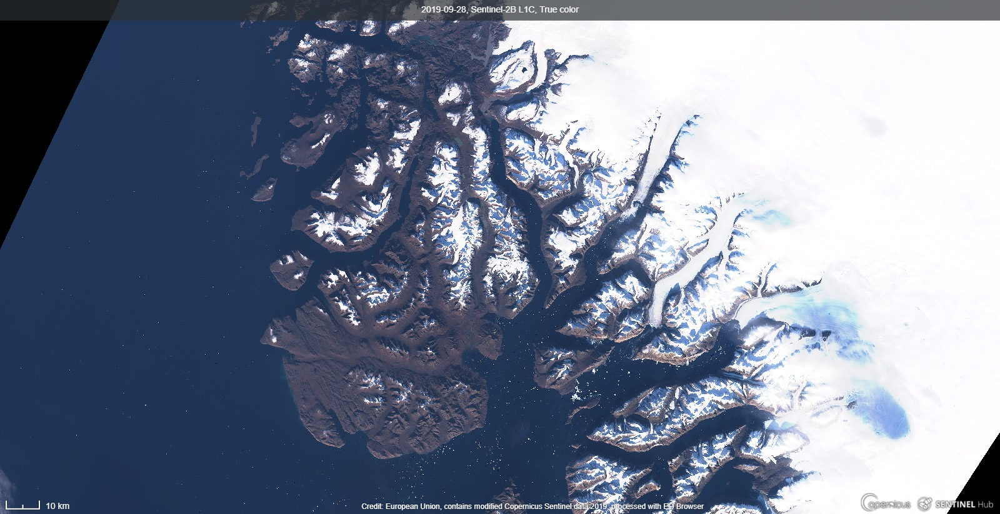 2019-09-28, Sentinel-2B L1C, True color
10 km
Credit: European Union, contains modified Copernicus Sentinel data 2019, processed with EO Browser
Copernicus
SENTINEL Hub